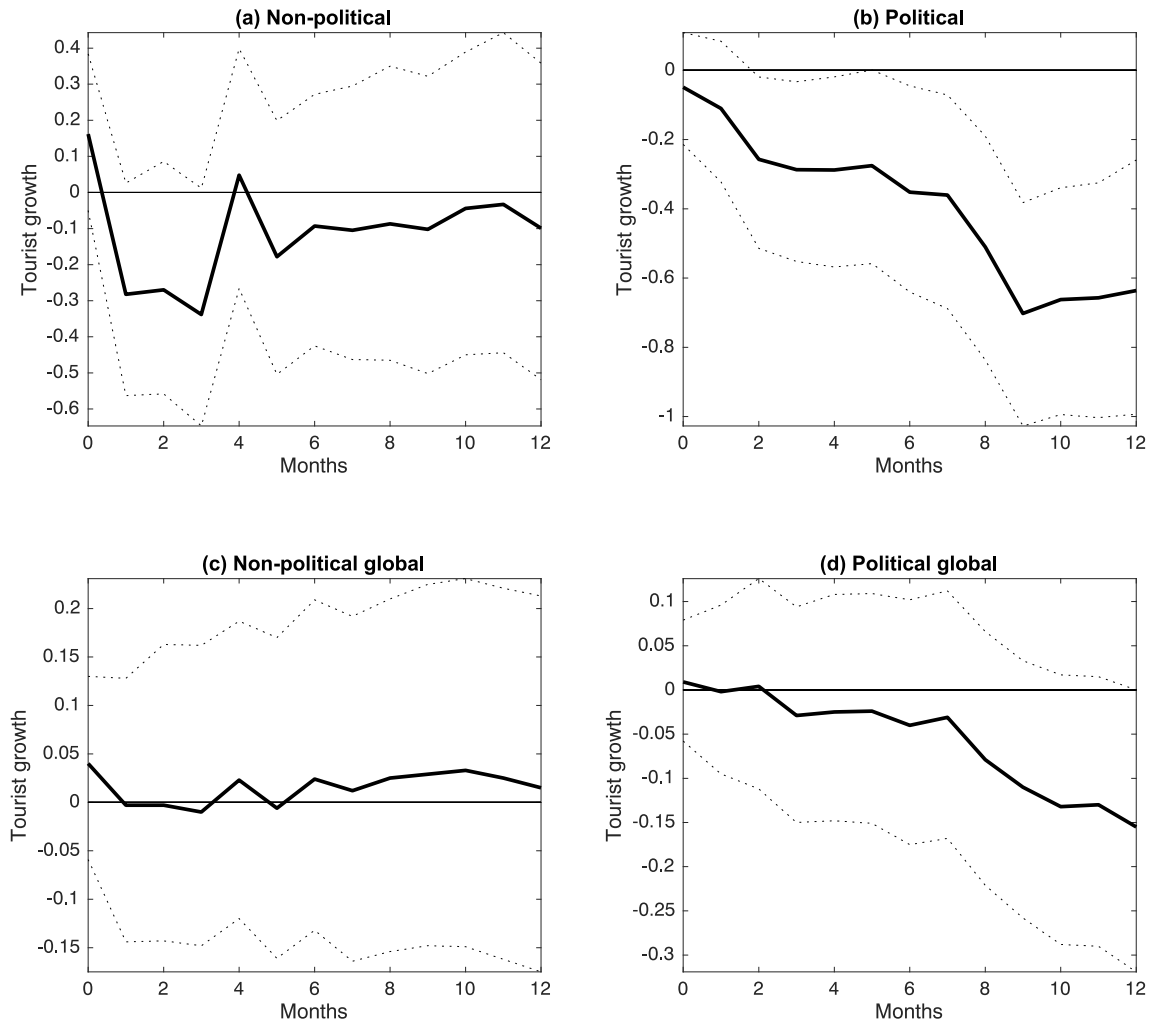 (a) Non-political
0.4
0.3
0.2
0.1
0
-0.1
-0.2
-0.3
-0.4
-0.5
-0.6
Tourist growth
0 2 4 6 8 10 12
Months
(b) Political
0
-0.2
-0.4
-0.6
-0.8
-1
Tourist growth
0 2 4 6 8 10 12
Months
(c) Non-political global
0.2
0.15
0.1
0.05
0
-0.05
-0.1
-0.15
Tourist growth
0 2 4 6 8 10 12
Months
(d) Political global
0.1
0.05
0
-0.05
-0.1
-0.15
-0.2
-0.25
-0.3
Tourist growth
0 2 4 6 8 10 12
Months